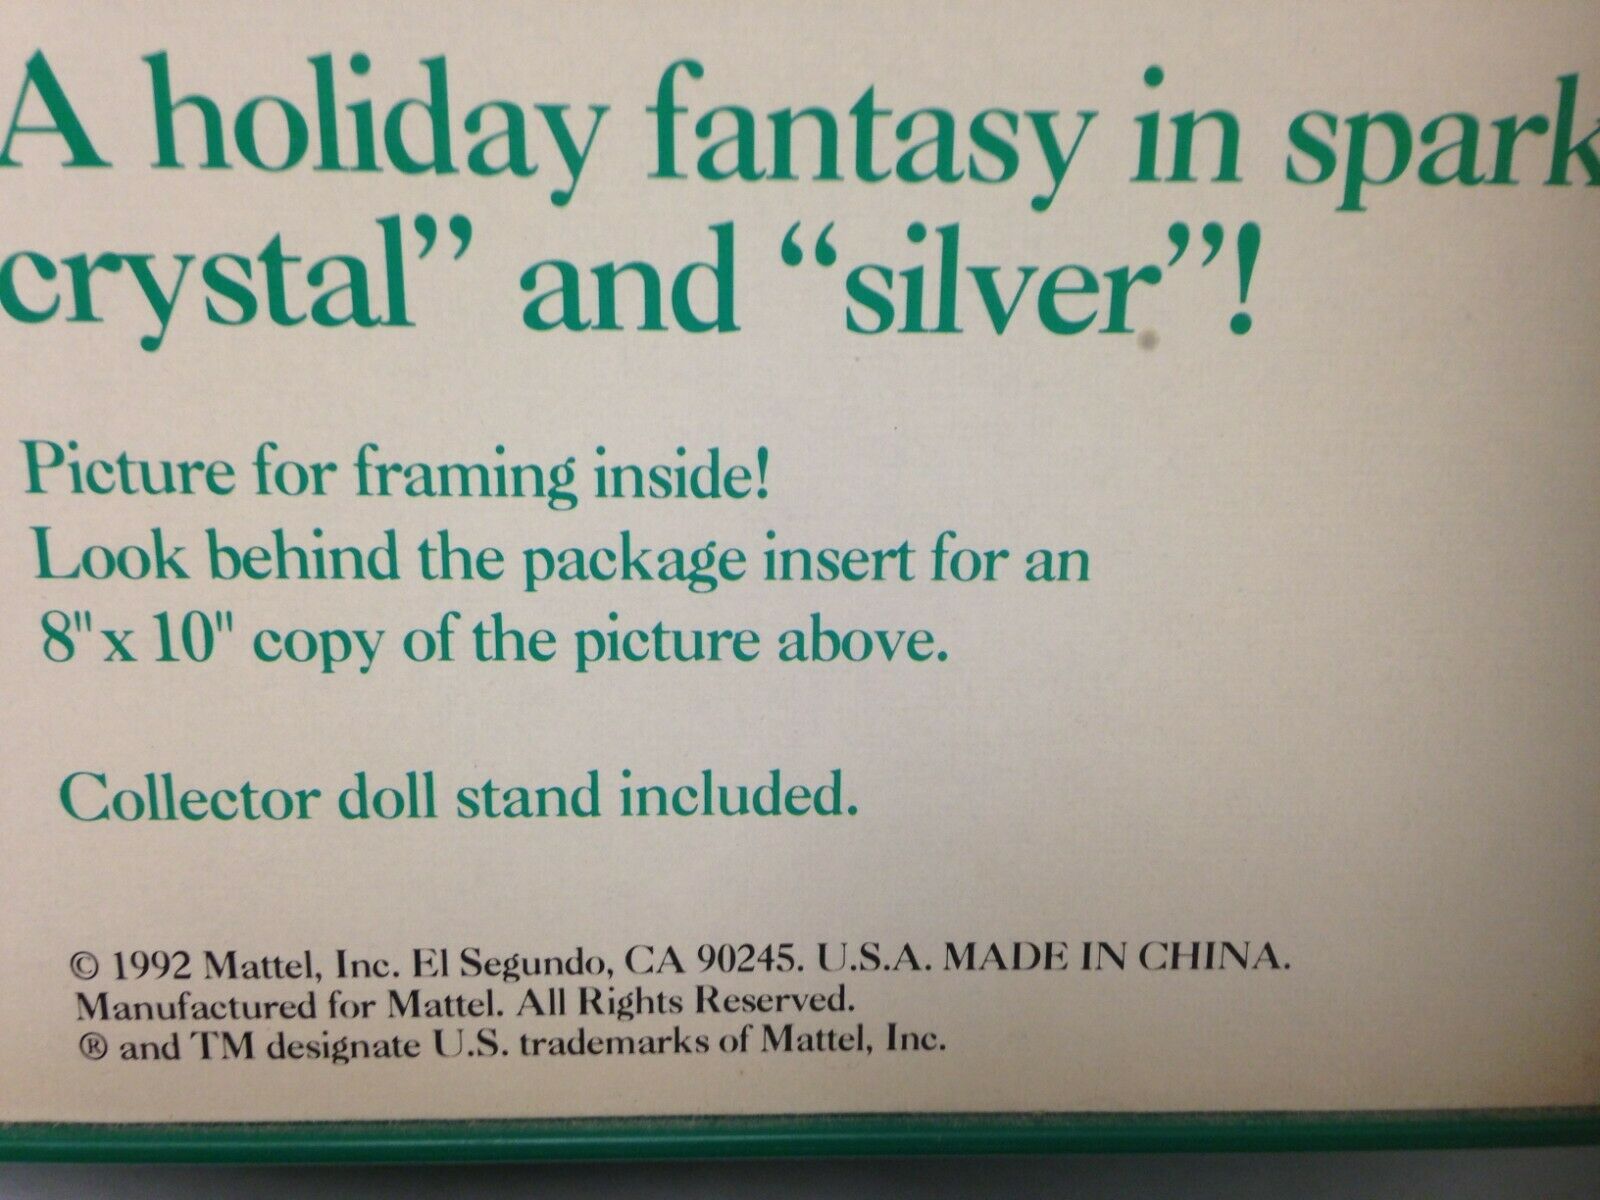 A holiday fantasy in spark
crystal” and “silver”!
Picture for framing inside!
Look behind the package insert for an
8" x 10" copy of the picture above.
Collector doll stand included.
© 1992 Mattel, Inc. El Segundo, CA 90245. U.S.A. MADE IN CHINA.
Manufactured for Mattel. All Rights Reserved.
® and TM designate U.S. trademarks of Mattel, Inc.